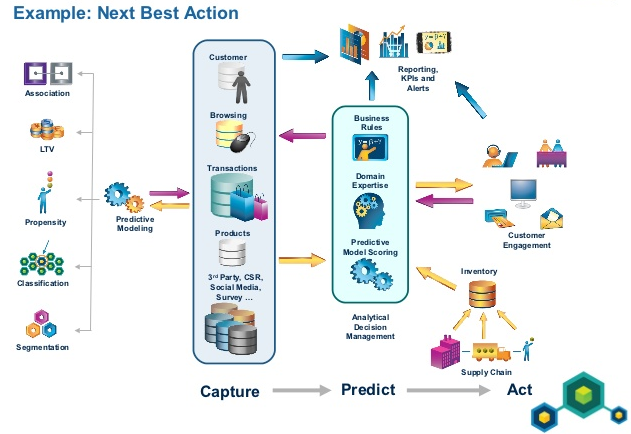 Example: Next Best Action
Association
LTV
Propensity
Classification
Segmentation
Predictive
Modeling
Customer
Browsing
Transactions
Products
3rd Party, CSR,
Social Media,
Survey ...
Business
Rules
Domain
Expertise
Predictive
Model Scoring
Analytical
Decision
Management
Reporting,
KPIs and
Alerts
Customer
Engagement
Inventory
Supply Chain
Capture
Predict
Act